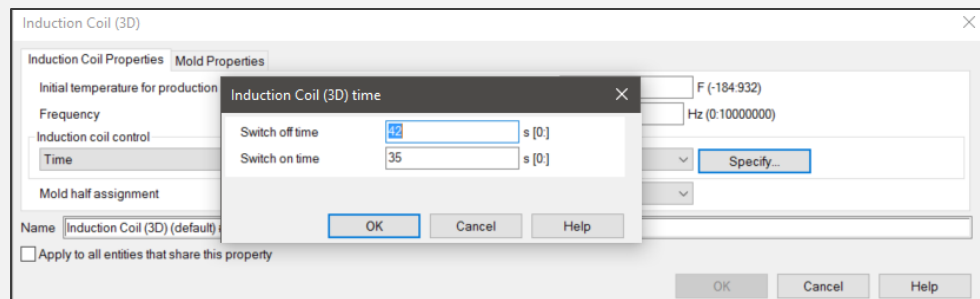 Induction Coil (3D)
Induction Coil Properties Mold Properties
Initial temperature for production F (-184:932)
Frequency Hz (0:10000000)
Induction coil control
Time Specify...
Mold half assignment
Name Induction Coil (3D) (default)
Apply to all entities that share this property
OK Cancel Help
Induction Coil (3D) time
Switch off time 42 s [0:]
Switch on time 35 s [0:]
OK Cancel Help